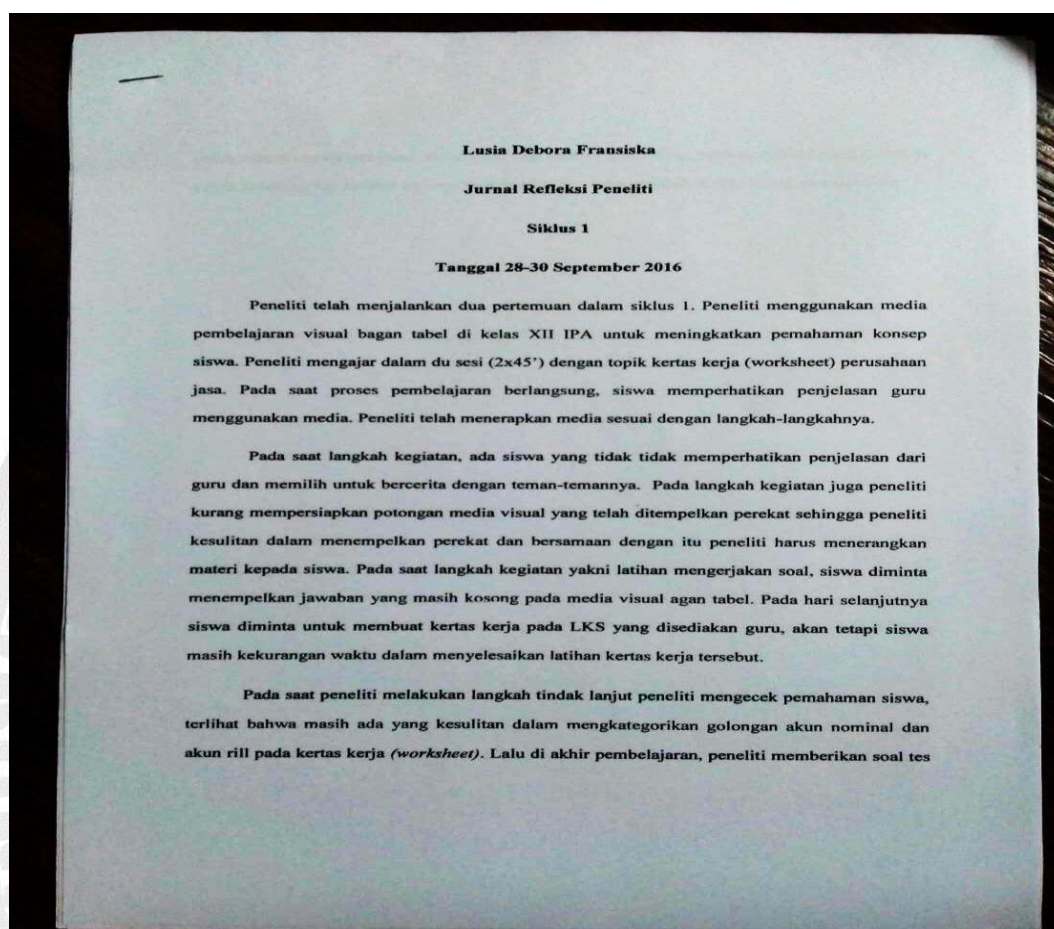 Lusia Debora Fransiska
Jurnal Refleksi Peneliti
Siklus 1
Tanggal 28-30 September 2016
Peneliti telah menjalankan dua pertemuan dalam siklus 1. Peneliti menggunakan media
pembelajaran visual bagan tabel di kelas XII IPA untuk meningkatkan pemahaman konsep
siswa. Peneliti mengajar dalam du sesi (2x45’) dengan topik kertas kerja (worksheet) perusahaan
jasa. Pada saat proses pembelajaran berlangsung, siswa memperhatikan penjelasan guru
menggunakan media. Peneliti telah menerapkan media sesuai dengan langkah-langkahnya.
Pada saat langkah kegiatan, ada siswa yang tidak tidak memperhatikan penjelasan dari
guru dan memilih untuk bercerita dengan teman-temannya. Pada langkah kegiatan juga peneliti
kurang mempersiapkan potongan media visual yang telah ditempelkan perekat sehingga peneliti
kesulitan dalam menempelkan perekat dan bersamaan dengan itu peneliti harus menerangkan
materi kepada siswa. Pada saat langkah kegiatan yakni latihan mengerjakan soal, siswa diminta
menempelkan jawaban yang masih kosong pada media visual agan tabel. Pada hari selanjutnya
siswa diminta untuk membuat kertas kerja pada LKS yang disediakan guru, akan tetapi siswa
masih kekurangan waktu dalam menyelesaikan latihan kertas kerja tersebut.
Pada saat peneliti melakukan langkah tindak lanjut peneliti mengecek pemahaman siswa,
terlihat bahwa masih ada yang kesulitan dalam mengkategorikan golongan akun nominal dan
akun rill pada kertas kerja (worksheet). Lalu di akhir pembelajaran, peneliti memberikan soal tes